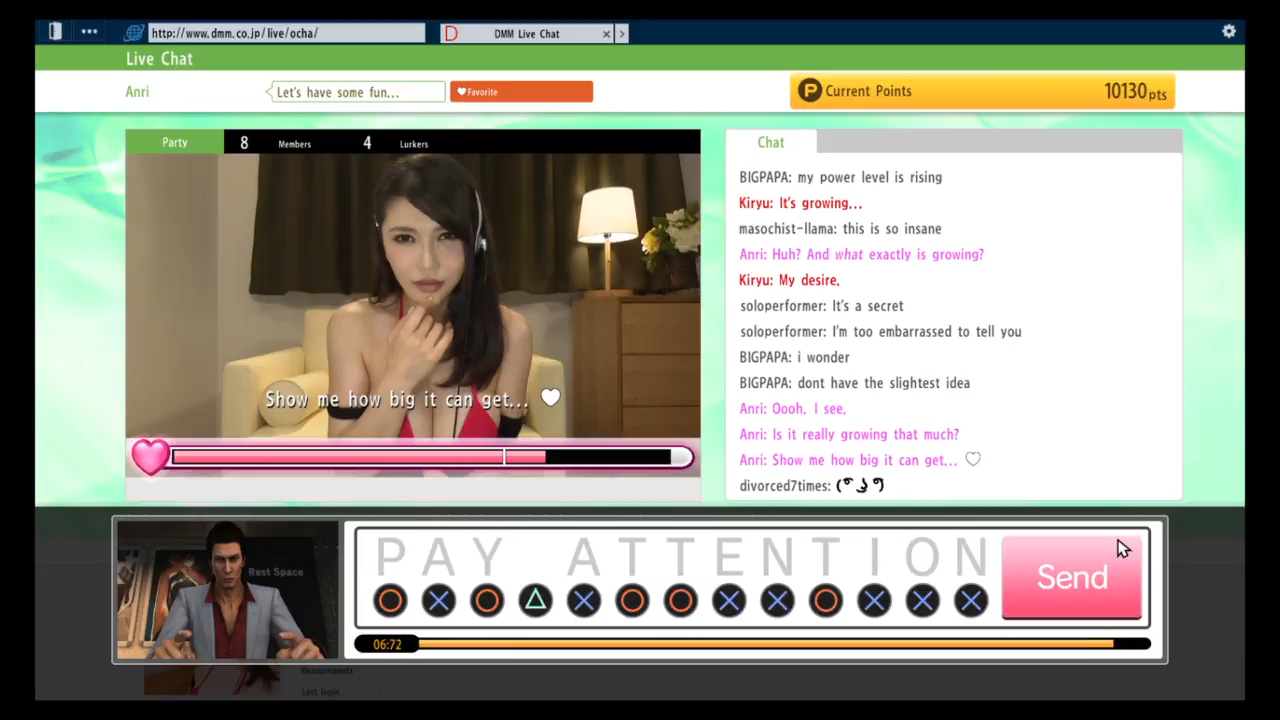 http://www.dmm.co.jp/live/ocha/
DMM Live Chat
Live Chat
Anri
Let's have some fun...
Favorite
Current Points
10130 pts
Party
8 Members
4 Lurkers
Show me how big it can get...
Chat
BIGPAPA: my power level is rising
Kiryu: It's growing...
masochist-llama: this is so insane
Anri: Huh? And what exactly is growing?
Kiryu: My desire.
soloperformer: It's a secret
soloperformer: I'm too embarrassed to tell you
BIGPAPA: i wonder
BIGPAPA: dont have the slightest idea
Anri: Oooh, I see.
Anri: Is it really growing that much?
Anri: Show me how big it can get... ♡
divorced7times: ( ͡° ͜ʖ ͡°)
Rest Space
PAY ATTENTION
Send
06:72
Measurements
Last login